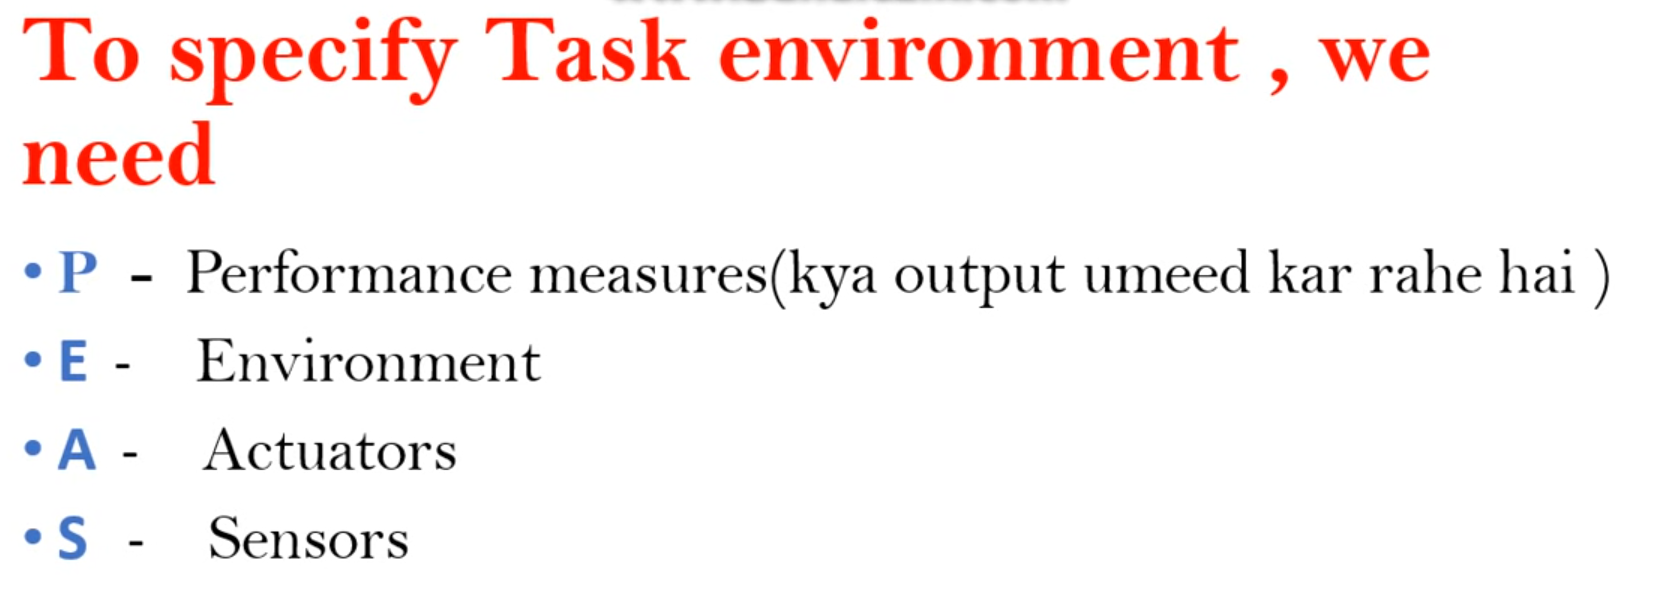 To specify Task environment , we
need
• P - Performance measures(kya output umeed kar rahe hai )
• E - Environment
• A - Actuators
• S - Sensors